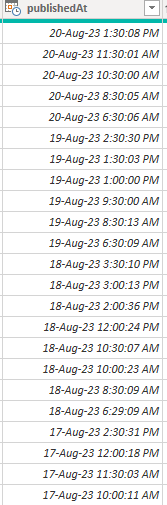 publishedAt
20-Aug-23 1:30:08 PM
20-Aug-23 11:30:01 AM
20-Aug-23 10:30:00 AM
20-Aug-23 8:30:05 AM
20-Aug-23 6:30:06 AM
19-Aug-23 2:30:30 PM
19-Aug-23 1:30:03 PM
19-Aug-23 1:00:00 PM
19-Aug-23 9:30:00 AM
19-Aug-23 8:30:13 AM
19-Aug-23 6:30:09 AM
18-Aug-23 3:30:10 PM
18-Aug-23 3:00:13 PM
18-Aug-23 2:00:36 PM
18-Aug-23 12:00:24 PM
18-Aug-23 10:30:07 AM
18-Aug-23 10:00:23 AM
18-Aug-23 8:30:09 AM
18-Aug-23 6:29:09 AM
17-Aug-23 2:30:31 PM
17-Aug-23 12:00:18 PM
17-Aug-23 11:30:03 AM
17-Aug-23 10:00:11 AM